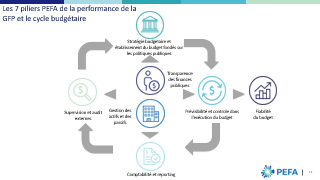 Les 7 piliers PEFA de la performance de la
GFP et le cycle budgétaire
Stratégie budgétaire et
établissement du budget fondés sur
les politiques publiques
Transparence
des finances
publiques
Supervision et audit
externes
Gestion des
actifs et des
passifs
Prévisibilité et contrôle dans
l'exécution du budget
Fiabilité
du budget
Comptabilité et reporting
PEFA